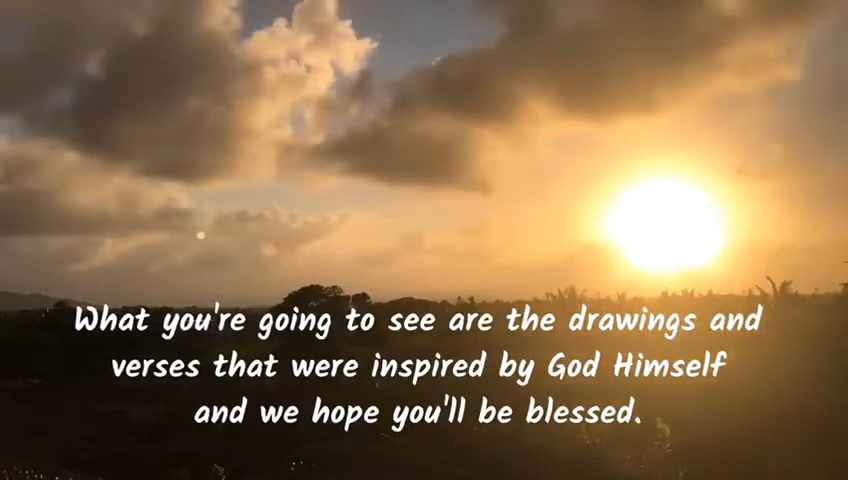 What you're going to see are the drawings and
verses that were inspired by God Himself
and we hope you'll be blessed.